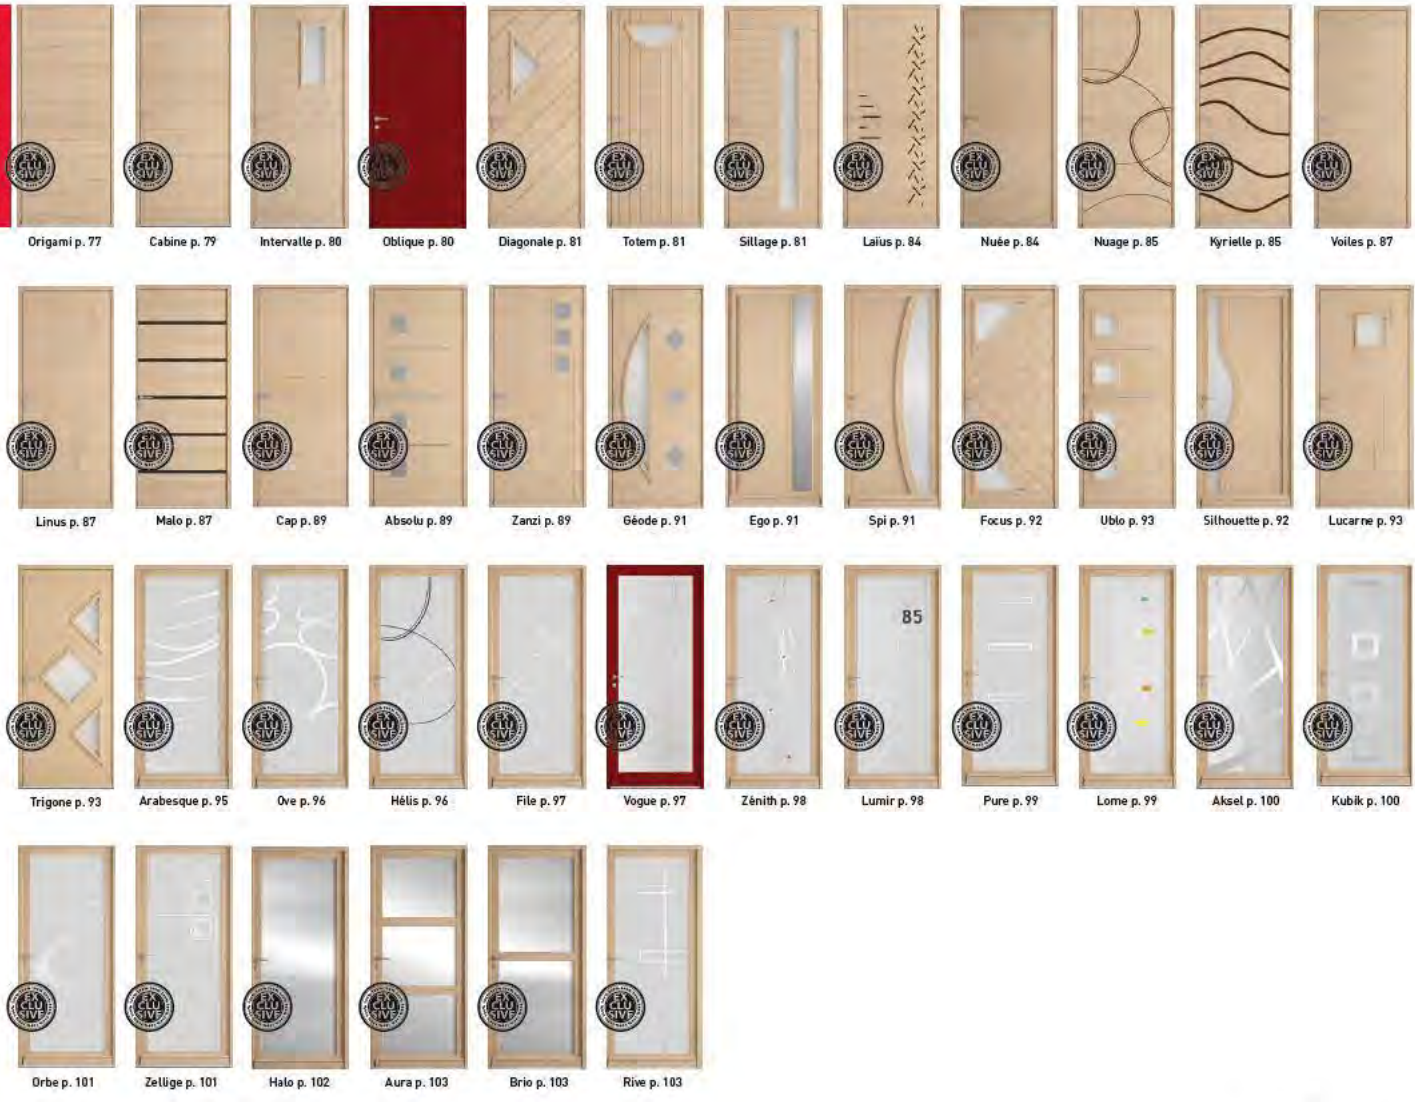 Origami p. 77 Cabine p. 79 Intervalle p. 80 Oblique p. 80 Diagonale p. 81 Totem p. 81 Sillage p. 81 Laïus p. 84 Nuée p. 84 Nuage p. 85 Kyrielle p. 85 Voiles p. 87
Linus p. 87 Malo p. 87 Cap p. 89 Absolu p. 89 Zanzi p. 89 Géode p. 91 Ego p. 91 Spi p. 91 Focus p. 92 Ublo p. 93 Silhouette p. 92 Lucarne p. 93
85
Trigone p. 93 Arabesque p. 95 Ove p. 96 Hélis p. 96 File p. 97 Vogue p. 97 Zénith p. 98 Lumir p. 98 Pure p. 99 Lome p. 99 Aksel p. 100 Kubik p. 100
Orbe p. 101 Zellige p. 101 Halo p. 102 Aura p. 103 Brio p. 103 Rive p. 103
EX
CLU
SIVE